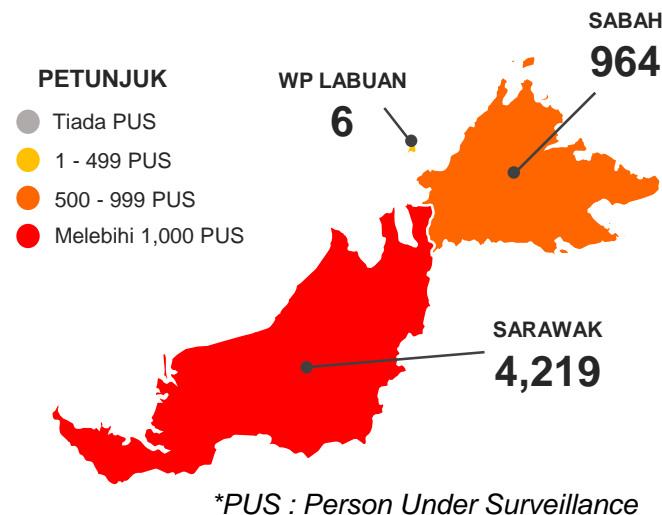 SABAH
964
WP LABUAN
6
PETUNJUK
Tiada PUS
1 - 499 PUS
500 - 999 PUS
Melebihi 1,000 PUS
SARAWAK
4,219
*PUS : Person Under Surveillance